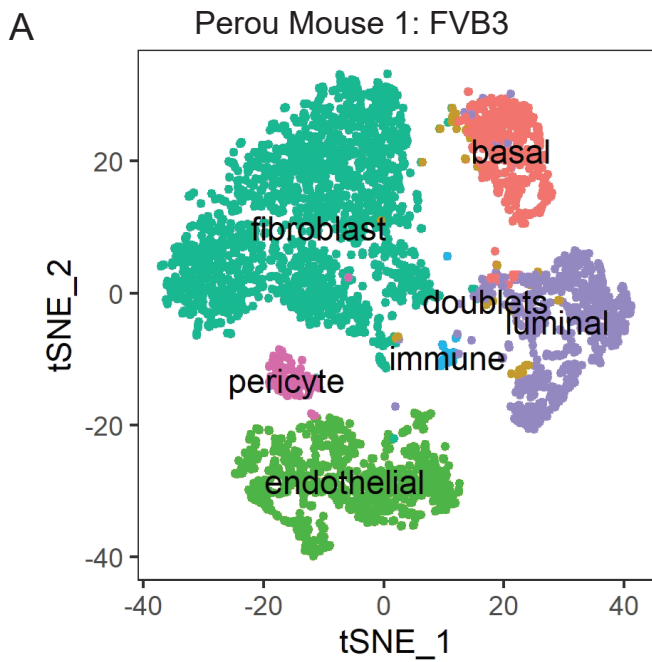 A
Perou Mouse 1: FVB3
basal
fibroblast
doublets
luminal
immune
pericyte
endothelial
tSNE_2
20
0
-20
-40
-40
-20
0
20
40
tSNE_1